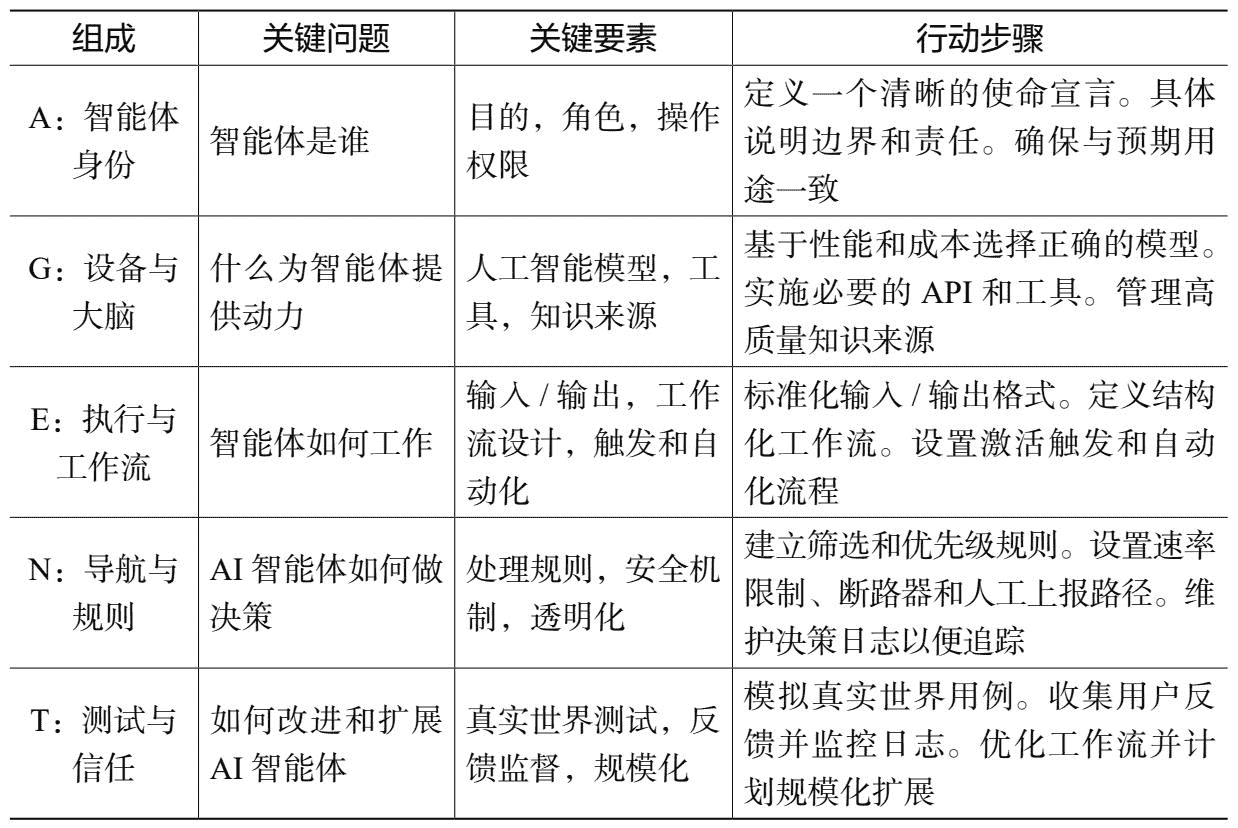 组成 关键问题 关键要素 行动步骤
A：智能体
身份
智能体是谁
目的，角色，操作
权限
定义一个清晰的使命宣言。具体
说明边界和责任。确保与预期用
途一致
G：设备与
大脑
什么为智能体提
供动力
人工智能模型，工
具，知识来源
基于性能和成本选择正确的模型。
实施必要的 API 和工具。管理高
质量知识来源
E：执行与
工作流
智能体如何工作
输入 / 输出，工作
流设计，触发和自
动化
标准化输入 / 输出格式。定义结构
化工作流。设置激活触发和自动
化流程
N：导航与
规则
AI 智能体如何做
决策
处理规则，安全机
制，透明化
建立筛选和优先级规则。设置速率
限制、断路器和人工上报路径。维
护决策日志以便追踪
T：测试与
信任
如何改进和扩展
AI 智能体
真实世界测试，反
馈监督，规模化
模拟真实世界用例。收集用户反
馈并监控日志。优化工作流并计
划规模化扩展